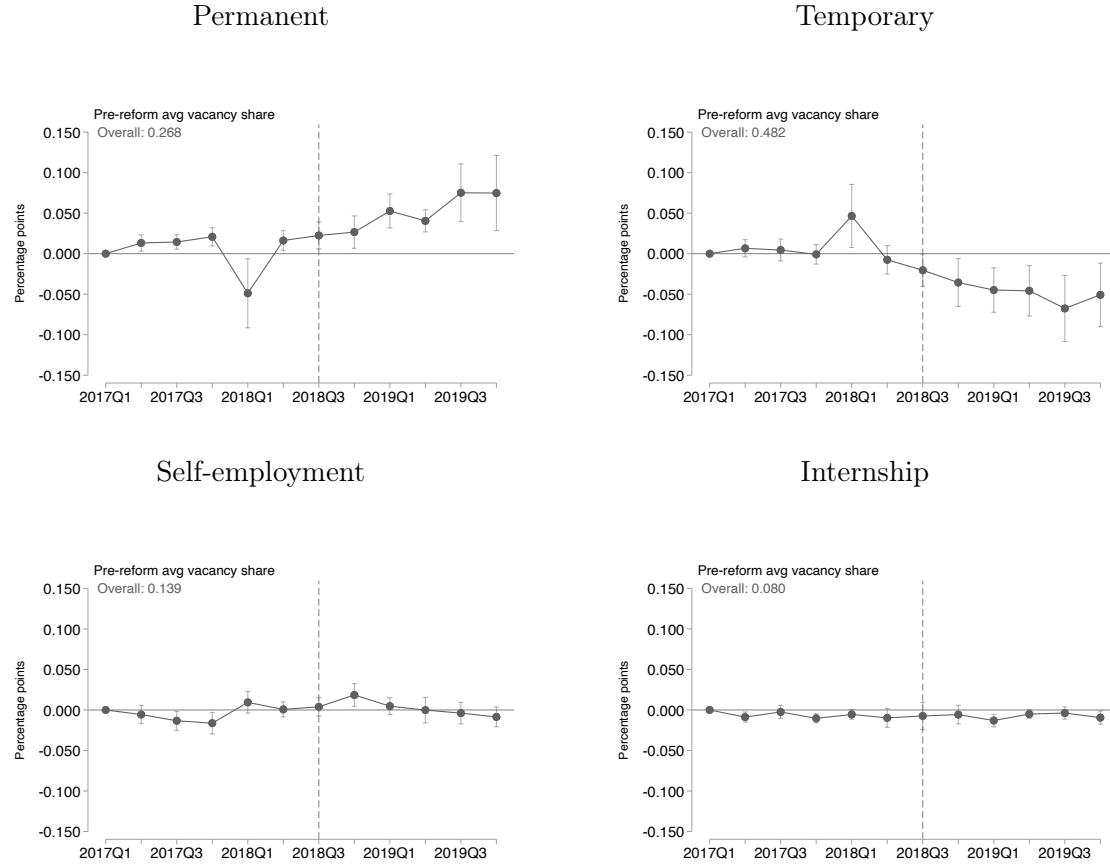 Permanent
Pre-reform avg vacancy share
Overall: 0.268
Percentage points
0.150
0.100
0.050
0.000
-0.050
-0.100
-0.150
2017Q1 2017Q3 2018Q1 2018Q3 2019Q1 2019Q3
Temporary
Pre-reform avg vacancy share
Overall: 0.482
Percentage points
0.150
0.100
0.050
0.000
-0.050
-0.100
-0.150
2017Q1 2017Q3 2018Q1 2018Q3 2019Q1 2019Q3
Self-employment
Pre-reform avg vacancy share
Overall: 0.139
Percentage points
0.150
0.100
0.050
0.000
-0.050
-0.100
-0.150
2017Q1 2017Q3 2018Q1 2018Q3 2019Q1 2019Q3
Internship
Pre-reform avg vacancy share
Overall: 0.080
Percentage points
0.150
0.100
0.050
0.000
-0.050
-0.100
-0.150
2017Q1 2017Q3 2018Q1 2018Q3 2019Q1 2019Q3